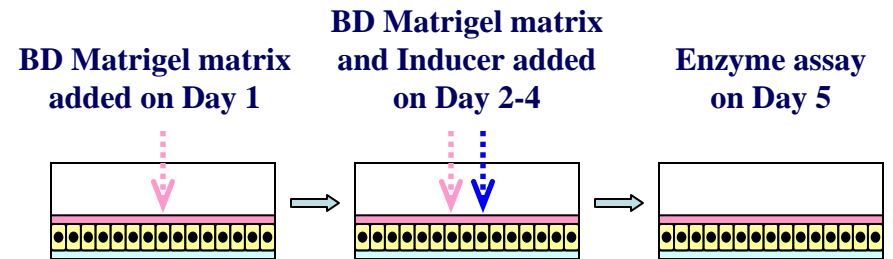 BD Matrigel matrix
added on Day 1
BD Matrigel matrix
and Inducer added
on Day 2-4
Enzyme assay
on Day 5